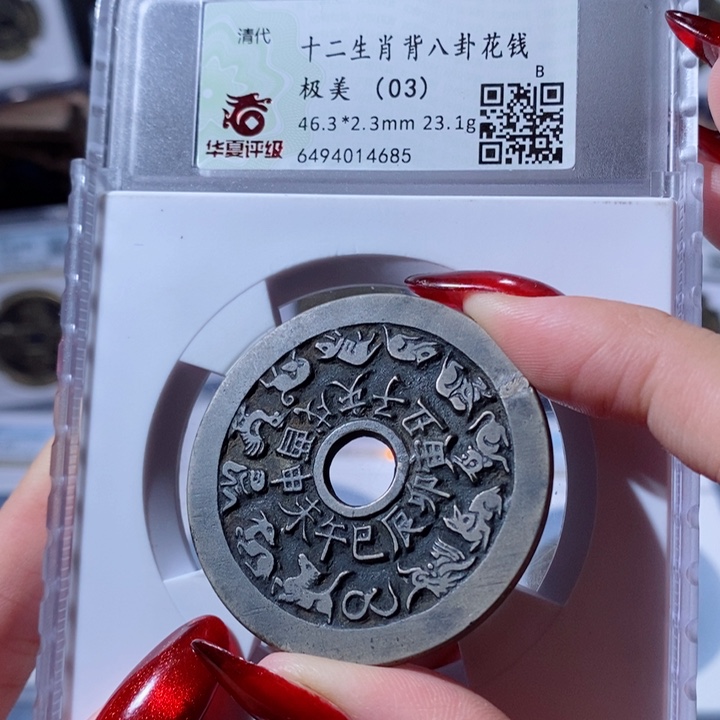 清代
十二生肖背八卦花钱
极美 （03）
B
46.3*2.3mm 23.1g
华夏评级
6494014685
子丑寅卯辰巳午未申酉戌亥